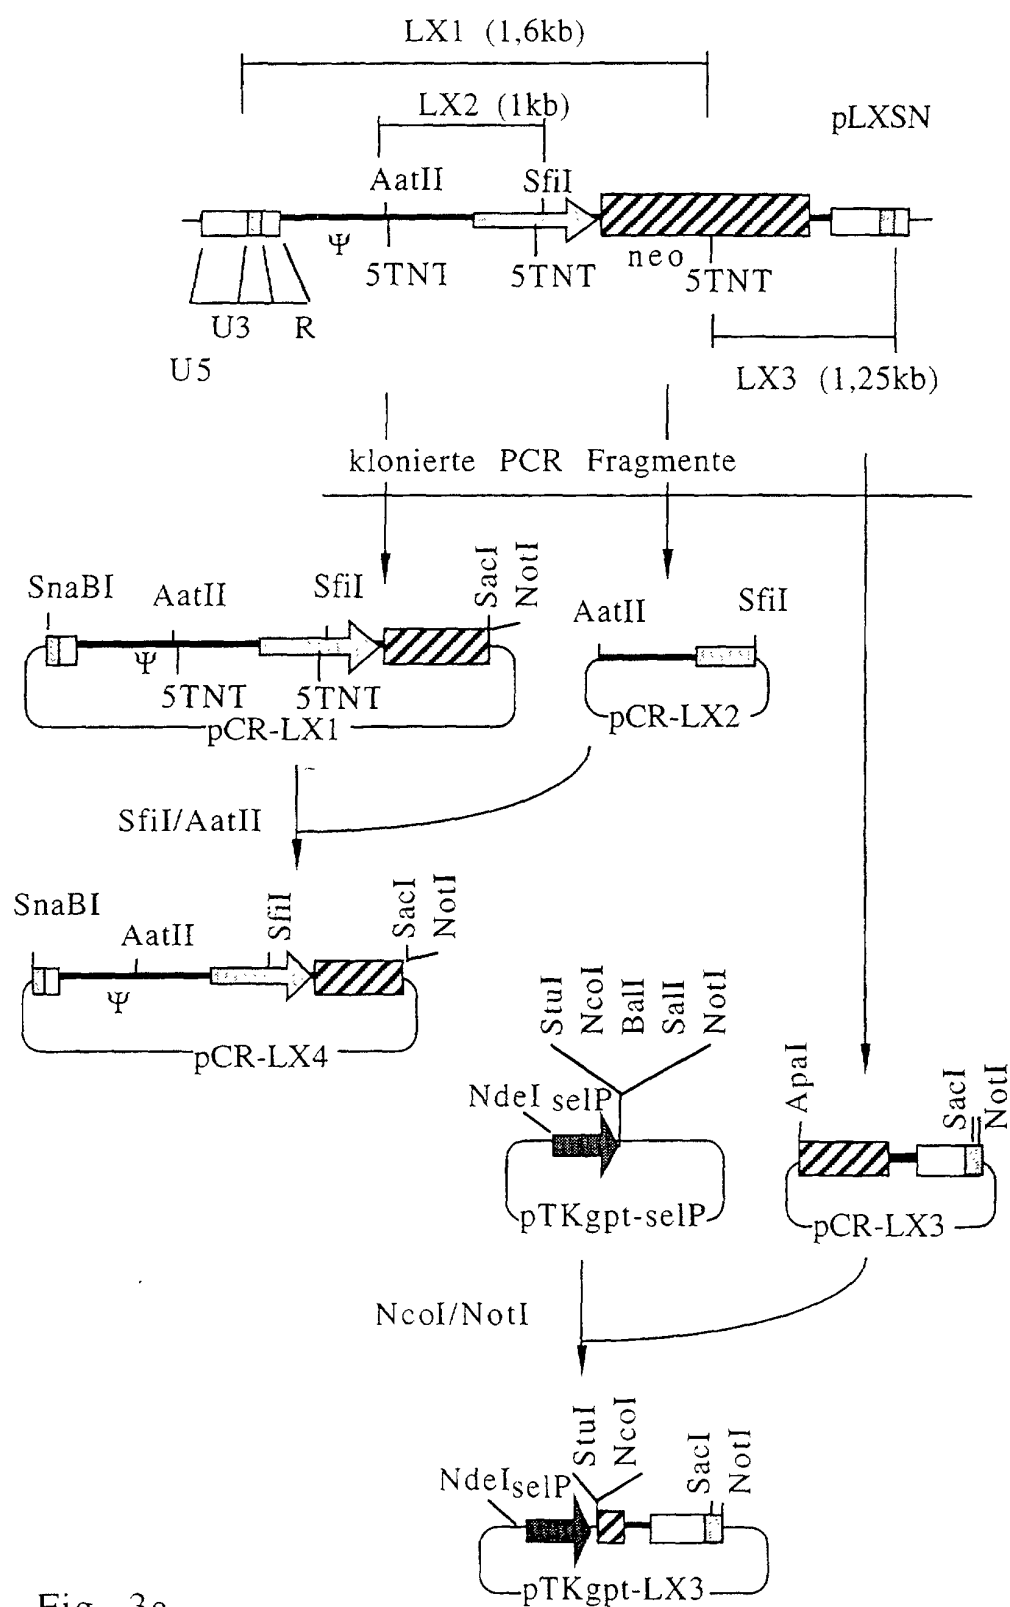 LX1 (1,6kb)
LX2 (1kb)
pLXSN
AatII
SfiI
Ψ
5TNT
5TNT
neo
5TNT
U3
R
U5
LX3 (1,25kb)
klonierte PCR Fragmente
SnaBI
AatII
SfiI
SacI
NotI
Ψ
5TNT
5TNT
pCR-LX1
AatII
SfiI
pCR-LX2
SfiI/AatII
SnaBI
AatII
SfiI
SacI
NotI
Ψ
pCR-LX4
StuI
NcoI
BalI
SalI
NotI
NdeI
selP
pTKgpt-selP
ApaI
SacI
NotI
pCR-LX3
NcoI/NotI
StuI
NcoI
SacI
NotI
NdeI
selP
pTKgpt-LX3